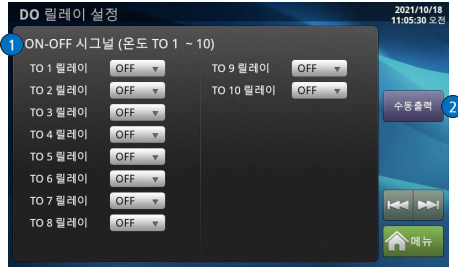 DO 릴레이 설정
2021/10/18
11:05:30 오전
1 ON-OFF 시그널 (온도 TO 1 ~ 10)
TO 1 릴레이 OFF
TO 2 릴레이 OFF
TO 3 릴레이 OFF
TO 4 릴레이 OFF
TO 5 릴레이 OFF
TO 6 릴레이 OFF
TO 7 릴레이 OFF
TO 8 릴레이 OFF
TO 9 릴레이 OFF
TO 10 릴레이 OFF
수동출력 2
메뉴